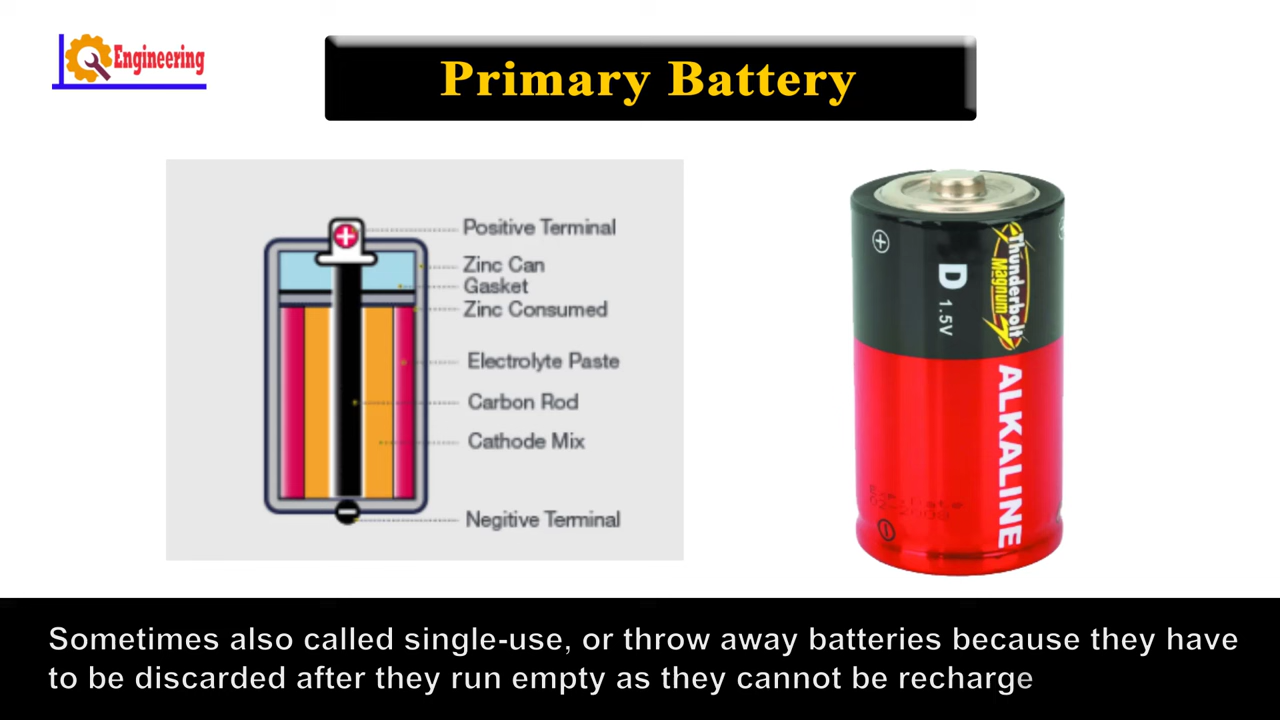 Engineering
Primary Battery
Positive Terminal
Zinc Can
Gasket
Zinc Consumed
Electrolyte Paste
Carbon Rod
Cathode Mix
Negitive Terminal
D 1.5V
Thunderbolt
Magnum
ALKALINE
Sometimes also called single-use, or throw away batteries because they have
to be discarded after they run empty as they cannot be recharge